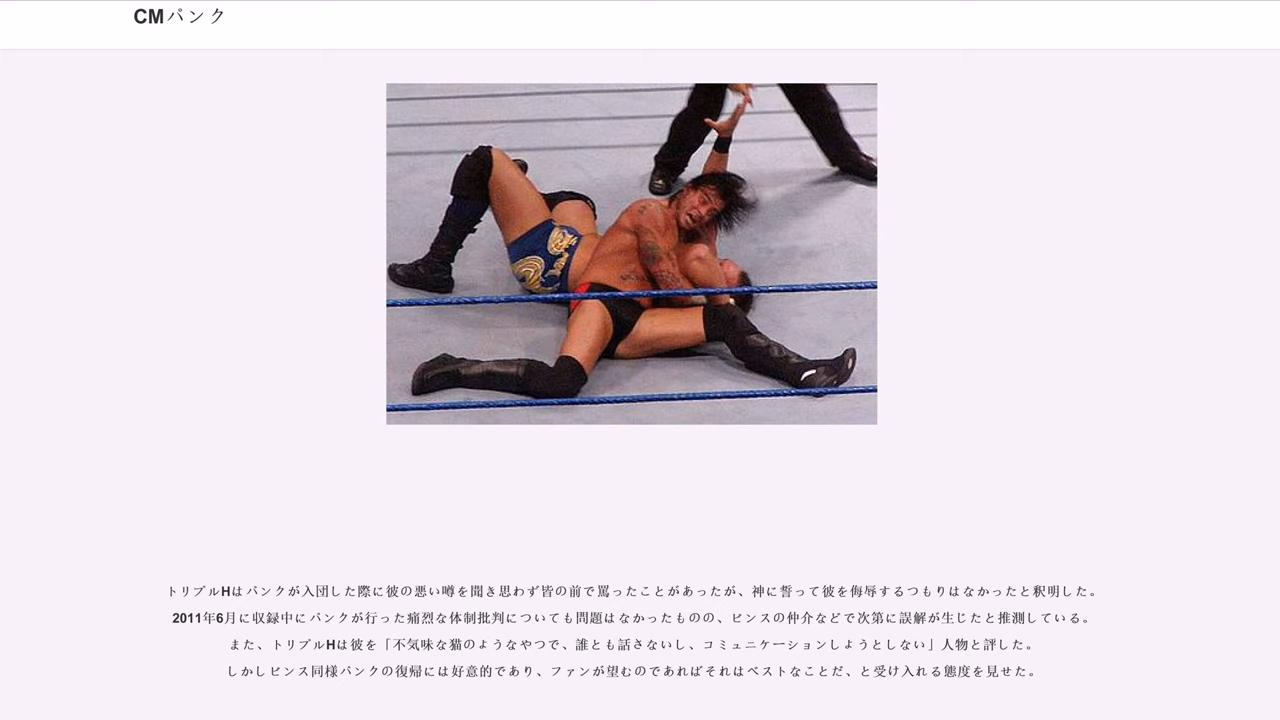 CMパンク
トリプルHはパンクが入団した際に彼の悪い噂を聞き思わず皆の前で罵ったことがあったが、神に誓って彼を侮辱するつもりはなかったと釈明した。
2011年6月に収録中にパンクが行った痛烈な体制批判についても問題はなかったものの、ビンスの仲介などで次第に誤解が生じたと推測している。
また、トリプルHは彼を「不気味な猫のようなやつで、誰とも話さないし、コミュニケーションしようとしない」人物と評した。
しかしビンス同様パンクの復帰には好意的であり、ファンが望むのであればそれはベストなことだ、と受け入れる態度を見せた。